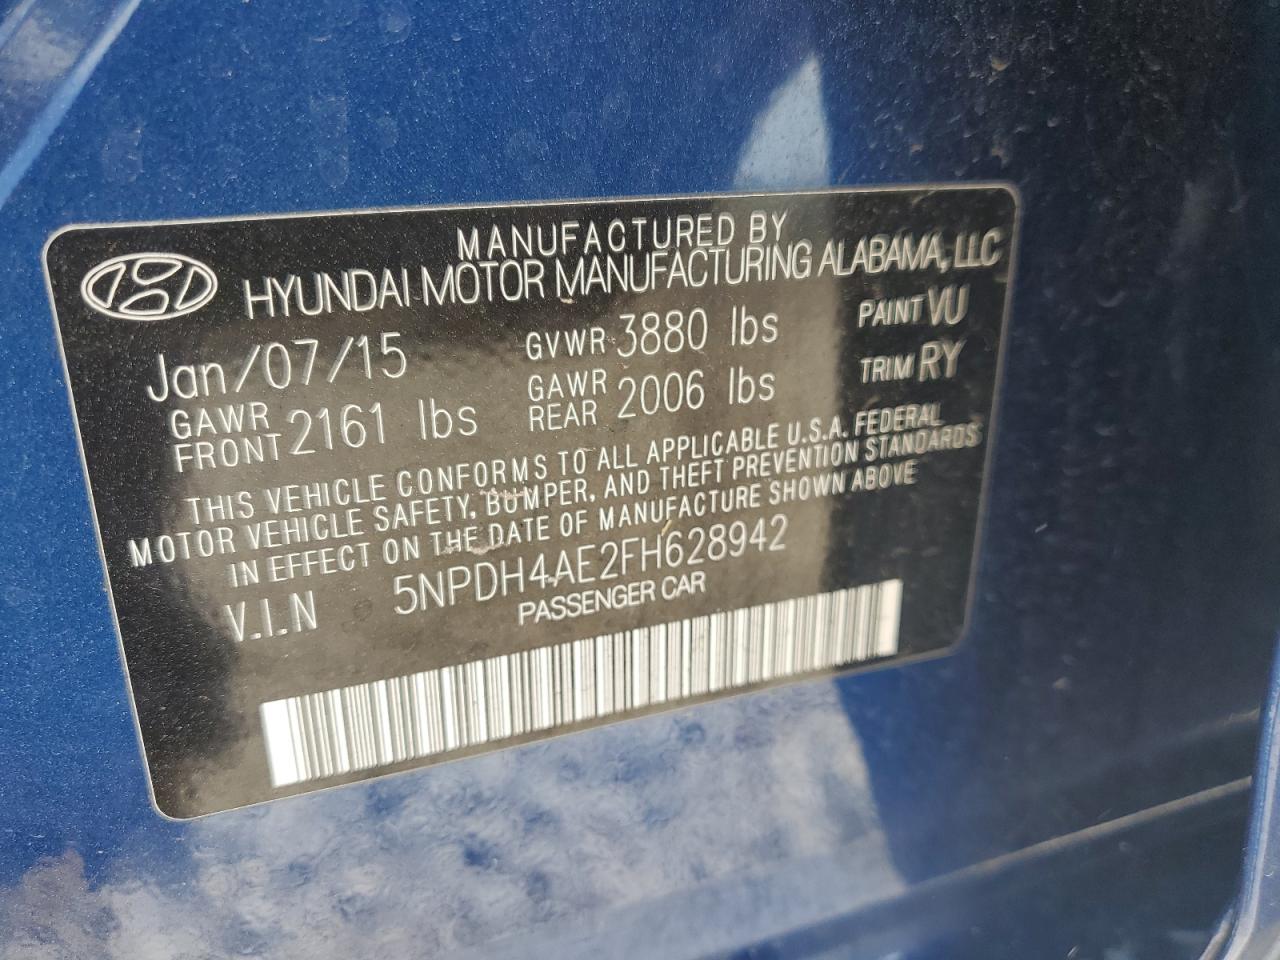 MANUFACTURED BY
HYUNDAI MOTOR MANUFACTURING ALABAMA, LLC
Jan/07/15 GVWR 3880 lbs PAINT VU
GAWR FRONT 2161 lbs GAWR REAR 2006 lbs TRIM RY
THIS VEHICLE CONFORMS TO ALL APPLICABLE U.S.A. FEDERAL
MOTOR VEHICLE SAFETY, BUMPER, AND THEFT PREVENTION STANDARDS
IN EFFECT ON THE DATE OF MANUFACTURE SHOWN ABOVE
V.I.N 5NPDH4AE2FH628942
PASSENGER CAR